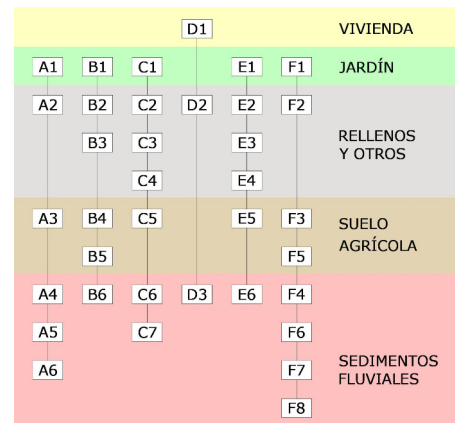 D1 VIVIENDA
A1 B1 C1 E1 F1 JARDÍN
A2 B2 C2 D2 E2 F2
B3 C3 E3 RELLENOS
Y OTROS
C4 E4
A3 B4 C5 E5 F3 SUELO
AGRÍCOLA
B5 F5
A4 B6 C6 D3 E6 F4
A5 C7 F6
A6 F7 SEDIMENTOS
FLUVIALES
F8